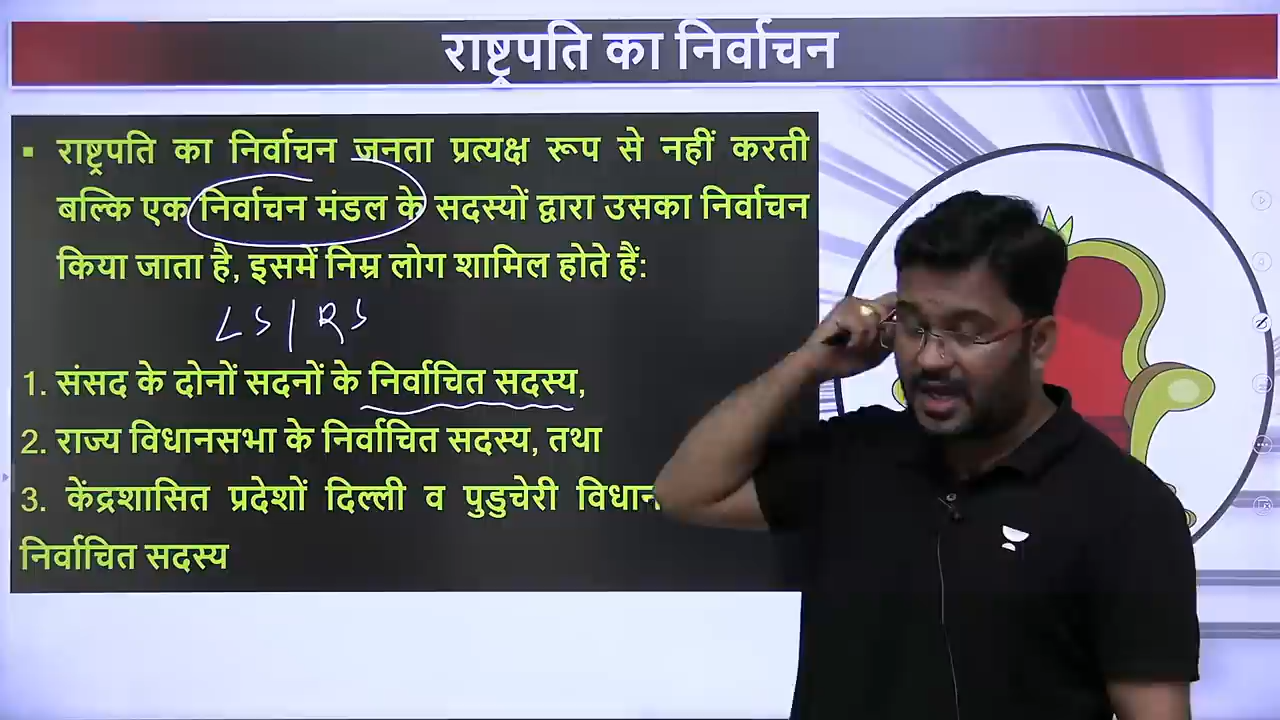 राष्ट्रपति का निर्वाचन
▪ राष्ट्रपति का निर्वाचन जनता प्रत्यक्ष रूप से नहीं करती
बल्कि एक निर्वाचन मंडल के सदस्यों द्वारा उसका निर्वाचन
किया जाता है, इसमें निम्न लोग शामिल होते हैं:
LS / RS
1. संसद के दोनों सदनों के निर्वाचित सदस्य,
2. राज्य विधानसभा के निर्वाचित सदस्य, तथा
3. केंद्रशासित प्रदेशों दिल्ली व पुडुचेरी विधान
निर्वाचित सदस्य